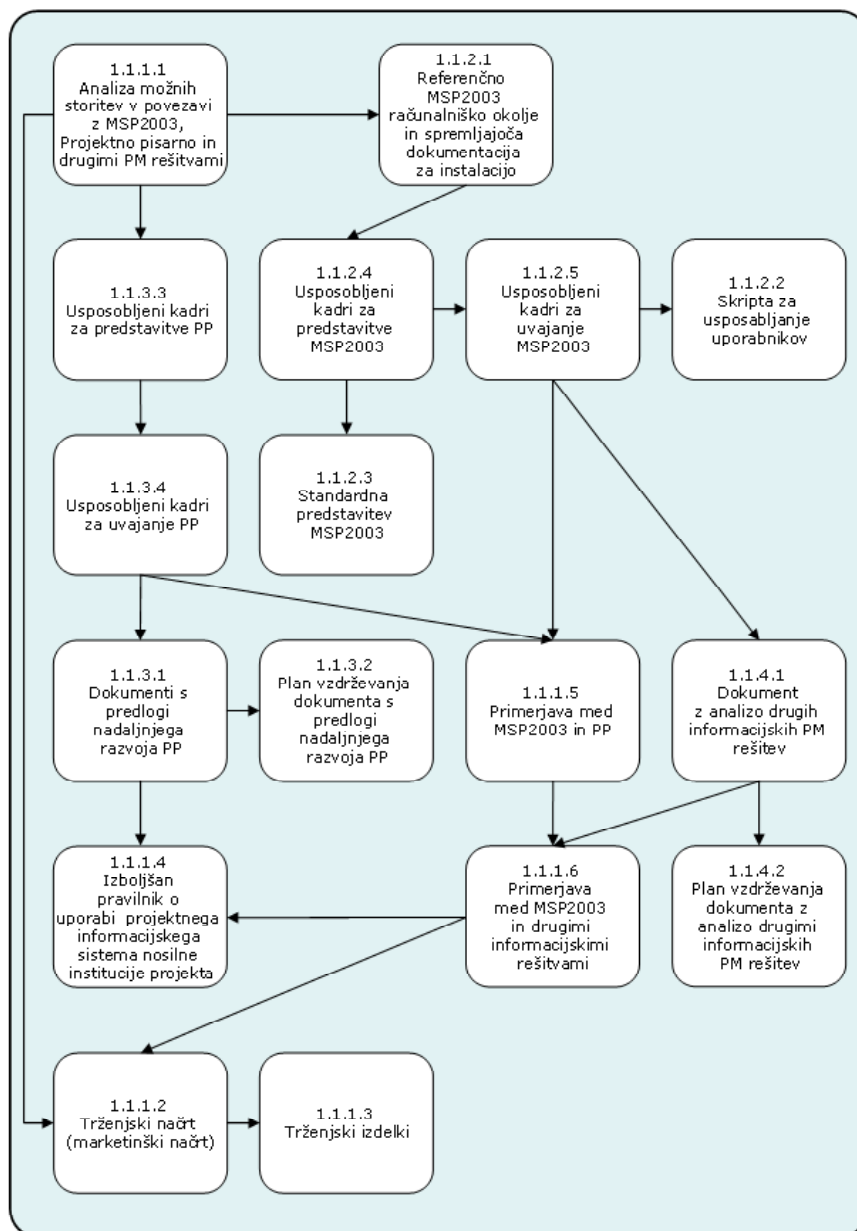 1.1.1.1
Analiza možnih
storitev v povezavi
z MSP2003,
Projektno pisarno in
drugimi PM rešitvami
1.1.2.1
Referenčno
MSP2003
računalniško okolje
in spremljajoča
dokumentacija
za instalacijo
1.1.3.3
Usposobljeni kadri
za predstavitve PP
1.1.2.4
Usposobljeni
kadri za
predstavitve
MSP2003
1.1.2.5
Usposobljeni
kadri za
uvajanje
MSP2003
1.1.2.2
Skripta za
usposabljanje
uporabnikov
1.1.3.4
Usposobljeni kadri
za uvajanje PP
1.1.2.3
Standardna
predstavitev
MSP2003
1.1.3.1
Dokumenti s
predlogi
nadaljnjega
razvoja PP
1.1.3.2
Plan vzdrževanja
dokumenta s
predlogi
nadaljnjega
razvoja PP
1.1.1.5
Primerjava med
MSP2003 in PP
1.1.4.1
Dokument
z analizo drugih
informacijskih PM
rešitev
1.1.1.4
Izboljšan
pravilnik o
uporabi projektnega
informacijskega
sistema nosilne
institucije projekta
1.1.1.6
Primerjava
med MSP2003
in drugimi
informacijskimi
rešitvami
1.1.4.2
Plan vzdrževanja
dokumenta z
analizo drugimi
informacijskih
PM rešitev
1.1.1.2
Trženjski načrt
(marketinški načrt)
1.1.1.3
Trženjski izdelki